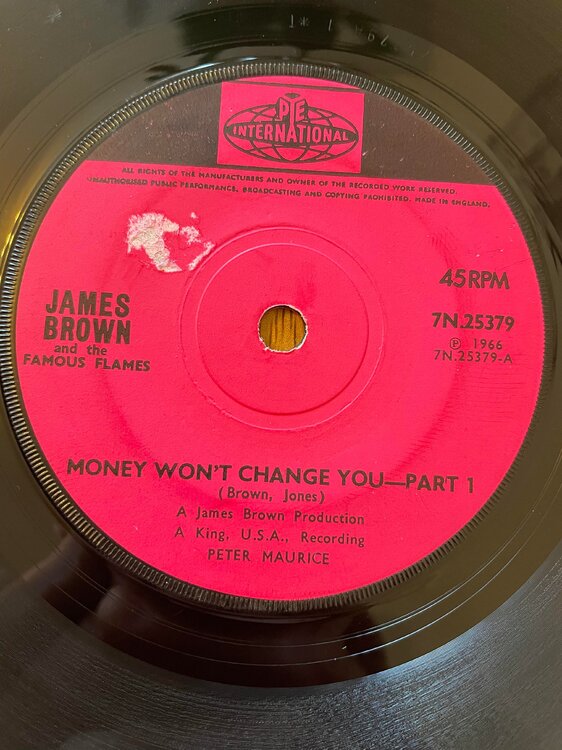 PYE
INTERNATIONAL
ALL RIGHTS OF THE MANUFACTURERS AND OWNER OF THE RECORDED WORK RESERVED.
UNAUTHORISED PUBLIC PERFORMANCE, BROADCASTING AND COPYING PROHIBITED. MADE IN ENGLAND.
45RPM
JAMES
BROWN
and the
FAMOUS FLAMES
7N.25379
Ⓟ 1966
7N.25379-A
MONEY WON'T CHANGE YOU—PART 1
(Brown, Jones)
A James Brown Production
A King, U.S.A., Recording
PETER MAURICE